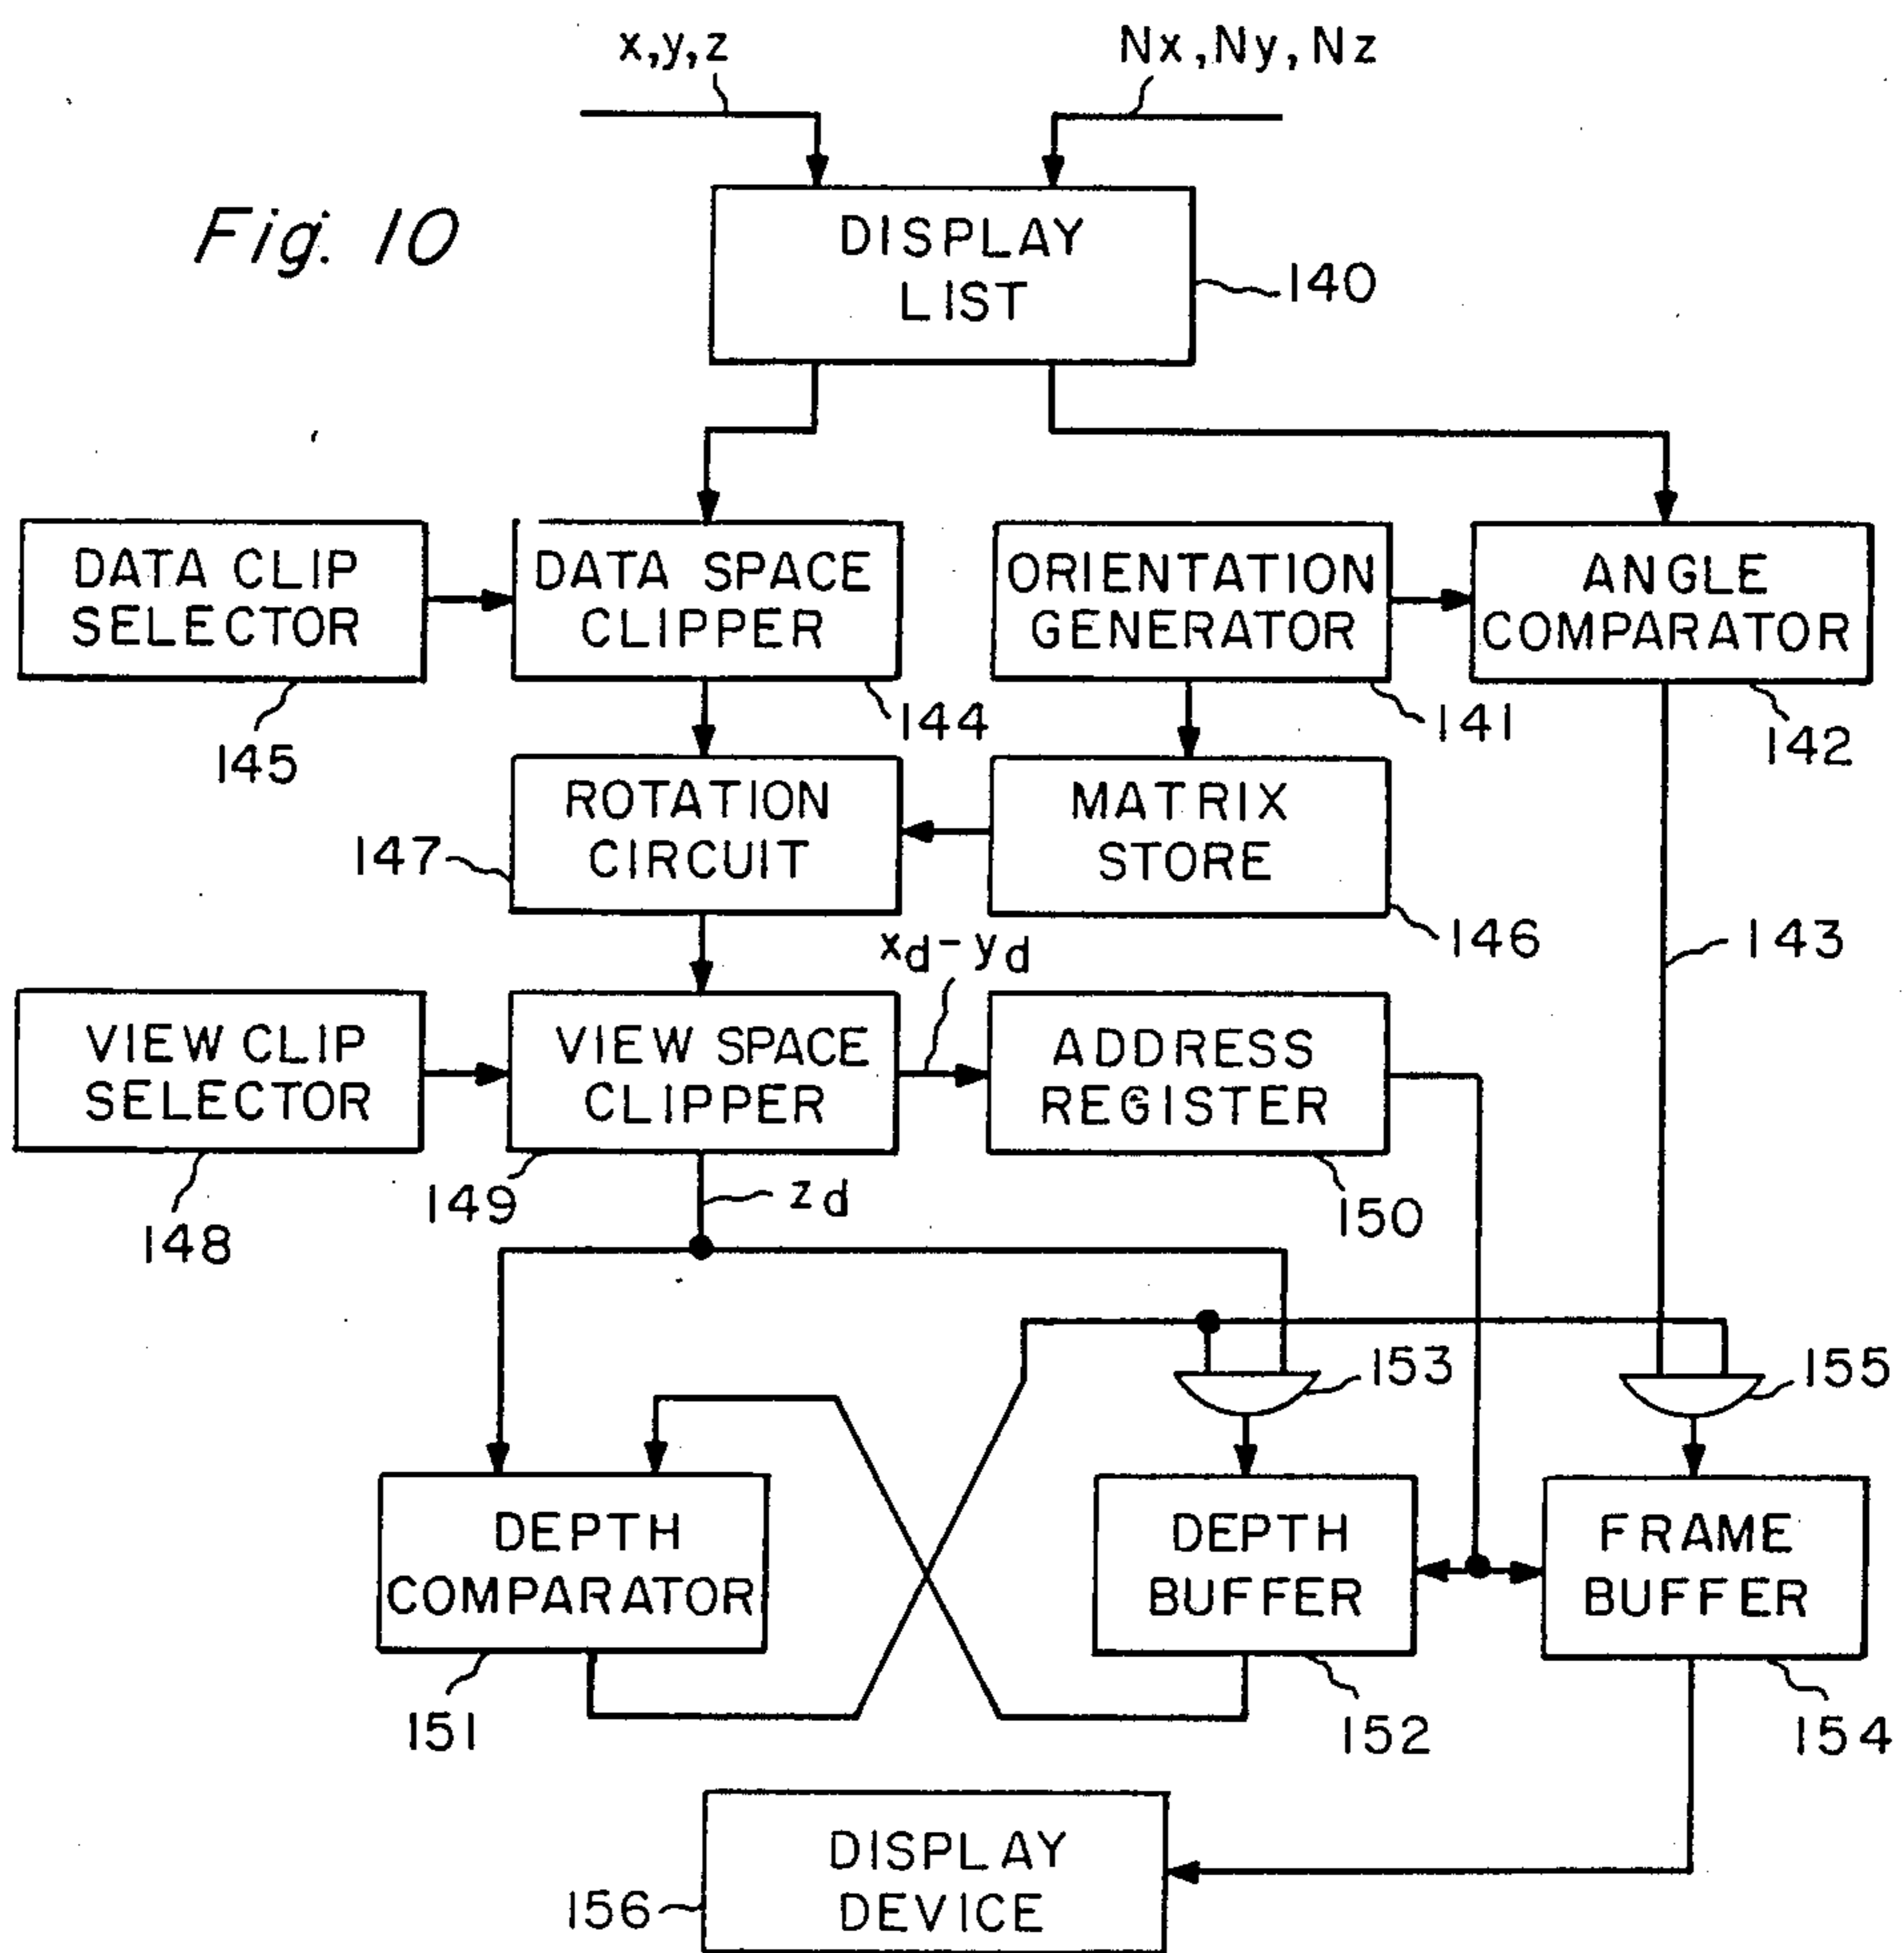 x,y,z
Nx,Ny,Nz
Fig. 10
DISPLAY
LIST
140
DATA CLIP
SELECTOR
145
DATA SPACE
CLIPPER
144
ORIENTATION
GENERATOR
141
ANGLE
COMPARATOR
142
ROTATION
CIRCUIT
147
MATRIX
STORE
146
143
xd-yd
VIEW CLIP
SELECTOR
148
VIEW SPACE
CLIPPER
149
ADDRESS
REGISTER
150
zd
153
155
DEPTH
COMPARATOR
151
DEPTH
BUFFER
152
FRAME
BUFFER
154
DISPLAY
DEVICE
156